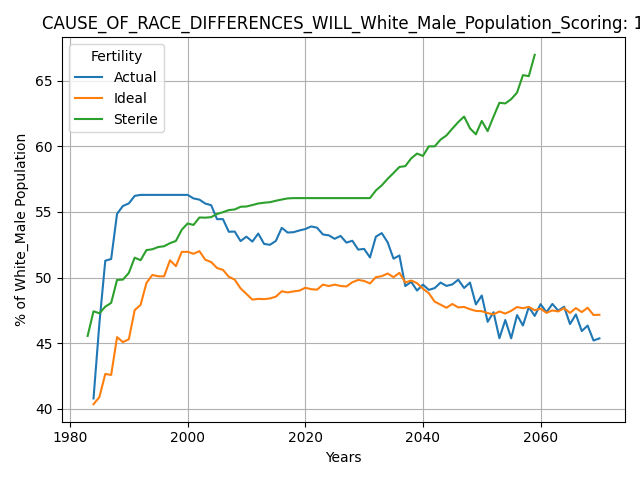 CAUSE_OF_RACE_DIFFERENCES_WILL_White_Male_Population_Scoring: 1
Fertility
Actual
Ideal
Sterile
% of White_Male Population
65
60
55
50
45
40
1980
2000
2020
2040
2060
Years